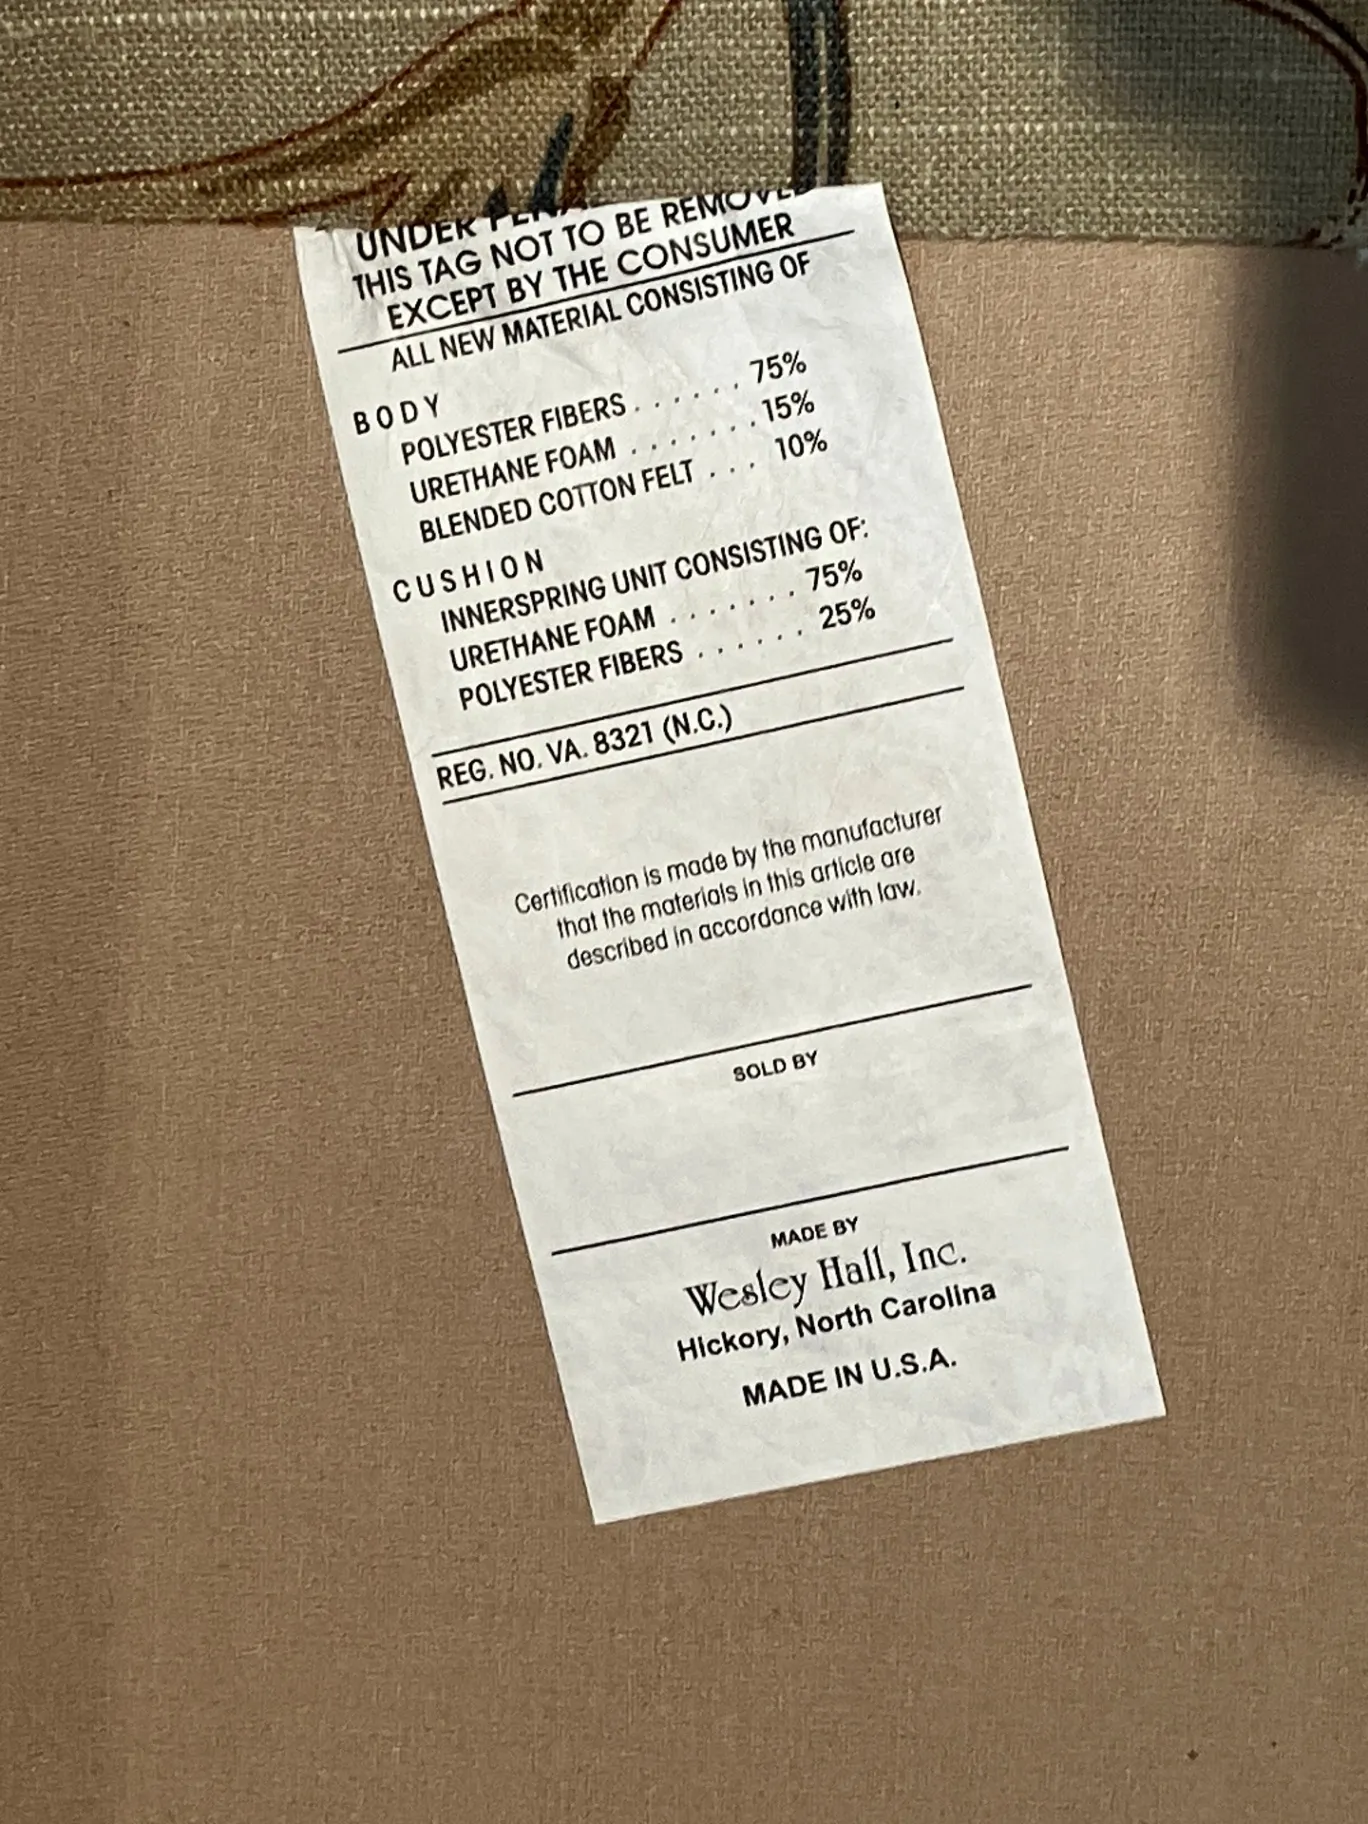 UNDER PENAL
THIS TAG NOT TO BE REMOVED
EXCEPT BY THE CONSUMER
ALL NEW MATERIAL CONSISTING OF
BODY
POLYESTER FIBERS . . . . . . 75%
URETHANE FOAM . . . . . . . 15%
BLENDED COTTON FELT . . . 10%
CUSHION
INNERSPRING UNIT CONSISTING OF:
URETHANE FOAM . . . . . . . 75%
POLYESTER FIBERS . . . . . . 25%
REG. NO. VA. 8321 (N.C.)
Certification is made by the manufacturer
that the materials in this article are
described in accordance with law.
SOLD BY
MADE BY
Wesley Hall, Inc.
Hickory, North Carolina
MADE IN U.S.A.